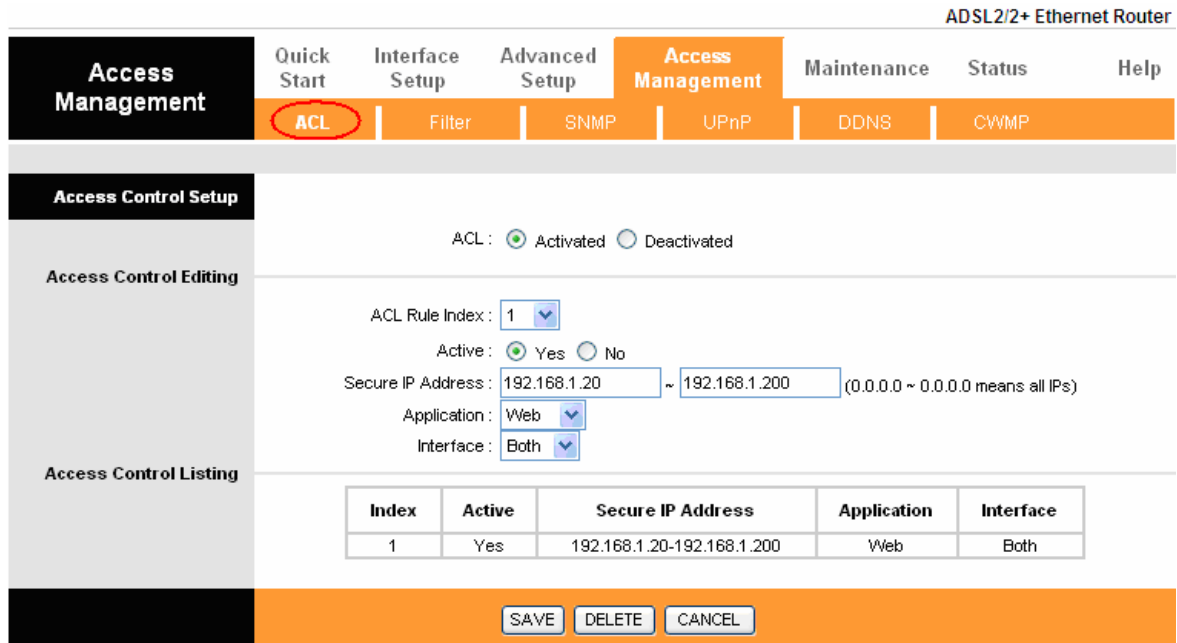 ADSL2/2+ Ethernet Router
Access Management
Quick Start
Interface Setup
Advanced Setup
Access Management
Maintenance
Status
Help
ACL
Filter
SNMP
UPnP
DDNS
CWMP
Access Control Setup
ACL : Activated Deactivated
Access Control Editing
ACL Rule Index : 1
Active : Yes No
Secure IP Address : 192.168.1.20 ~ 192.168.1.200 (0.0.0.0 ~ 0.0.0.0 means all IPs)
Application : Web
Interface : Both
Access Control Listing
Index Active Secure IP Address Application Interface
1 Yes 192.168.1.20-192.168.1.200 Web Both
SAVE DELETE CANCEL